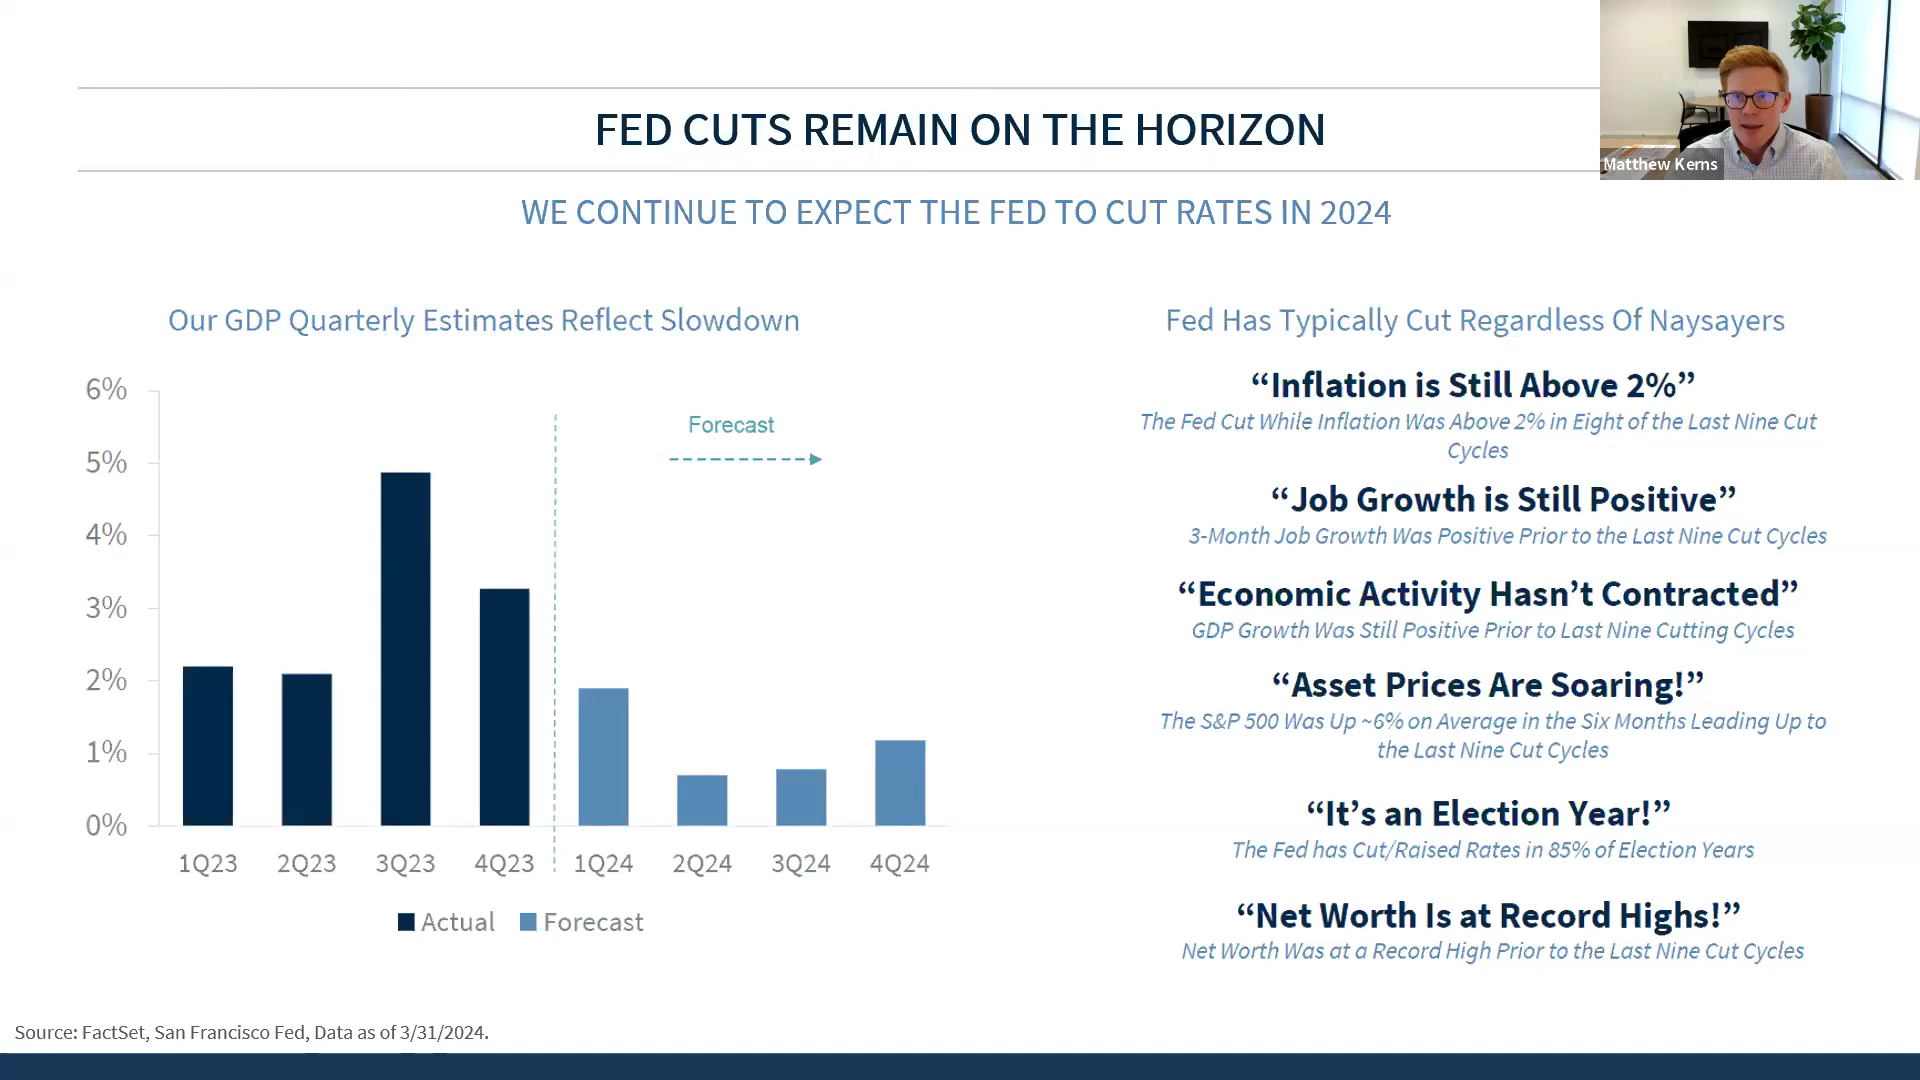 FED CUTS REMAIN ON THE HORIZON
Matthew Kerns
WE CONTINUE TO EXPECT THE FED TO CUT RATES IN 2024
Our GDP Quarterly Estimates Reflect Slowdown
6%
5%
4%
3%
2%
1%
0%
Forecast
1Q23 2Q23 3Q23 4Q23 1Q24 2Q24 3Q24 4Q24
Actual Forecast
Fed Has Typically Cut Regardless Of Naysayers
“Inflation is Still Above 2%”
The Fed Cut While Inflation Was Above 2% in Eight of the Last Nine Cut
Cycles
“Job Growth is Still Positive”
3-Month Job Growth Was Positive Prior to the Last Nine Cut Cycles
“Economic Activity Hasn’t Contracted”
GDP Growth Was Still Positive Prior to Last Nine Cutting Cycles
“Asset Prices Are Soaring!”
The S&P 500 Was Up ~6% on Average in the Six Months Leading Up to
the Last Nine Cut Cycles
“It’s an Election Year!”
The Fed has Cut/Raised Rates in 85% of Election Years
“Net Worth Is at Record Highs!”
Net Worth Was at a Record High Prior to the Last Nine Cut Cycles
Source: FactSet, San Francisco Fed, Data as of 3/31/2024.